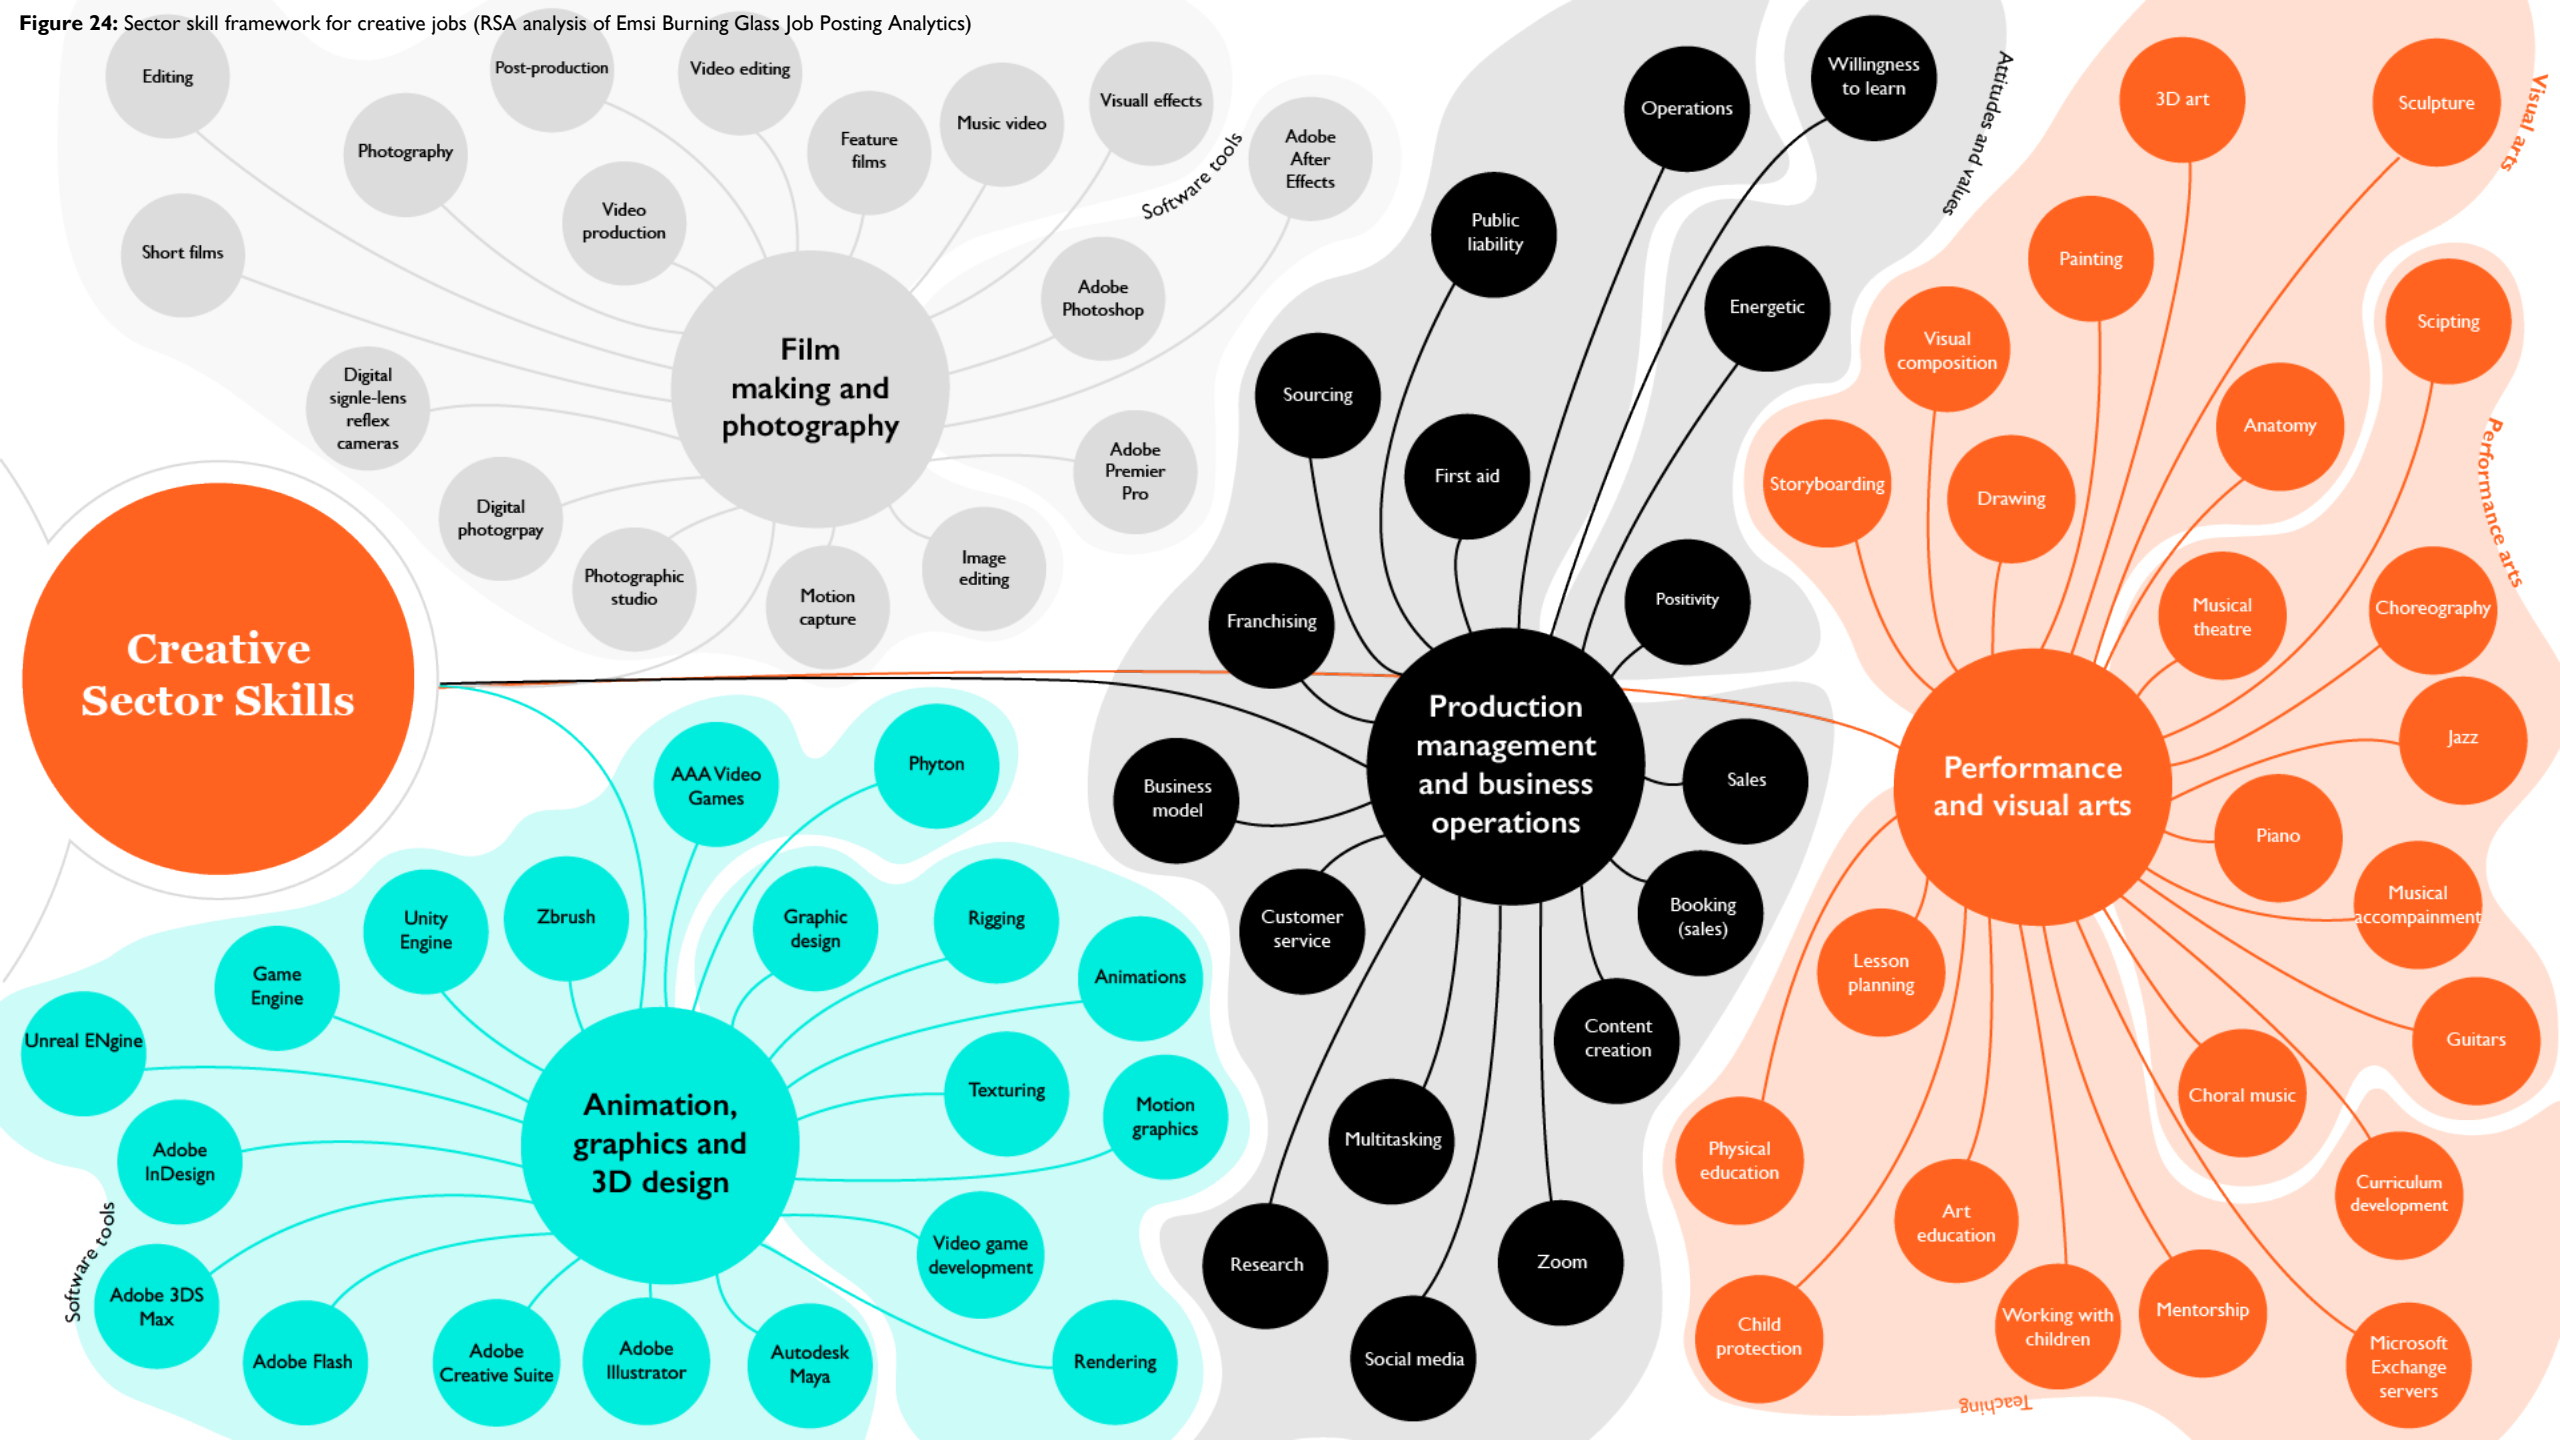 Figure 24: Sector skill framework for creative jobs (RSA analysis of Emsi Burning Glass Job Posting Analytics)
Creative
Sector Skills
Film
making and
photography
Editing
Post-production
Video editing
Photography
Feature
films
Music video
Visuall effects
Short films
Video
production
Software tools
Adobe
After
Effects
Adobe
Photoshop
Adobe
Premier
Pro
Image
editing
Digital
signle-lens
reflex
cameras
Digital
photogrpay
Photographic
studio
Motion
capture
Animation,
graphics and
3D design
AAA Video
Games
Phyton
Unity
Engine
Zbrush
Game
Engine
Unreal ENgine
Adobe
InDesign
Software tools
Adobe 3DS
Max
Adobe Flash
Adobe
Creative Suite
Adobe
Illustrator
Autodesk
Maya
Graphic
design
Rigging
Animations
Texturing
Motion
graphics
Video game
development
Rendering
Production
management
and business
operations
Operations
Willingness
to learn
Attitudes and values
Public
liability
Energetic
Sourcing
First aid
Positivity
Franchising
Business
model
Sales
Customer
service
Booking
(sales)
Content
creation
Multitasking
Research
Zoom
Social media
Performance
and visual arts
Visual arts
3D art
Sculpture
Painting
Visual
composition
Storyboarding
Drawing
Anatomy
Performance arts
Scipting
Musical
theatre
Choreography
Jazz
Piano
Musical
accompainment
Guitars
Choral music
Lesson
planning
Physical
education
Art
education
Child
protection
Working with
children
Mentorship
Curriculum
development
Microsoft
Exchange
servers
Teaching